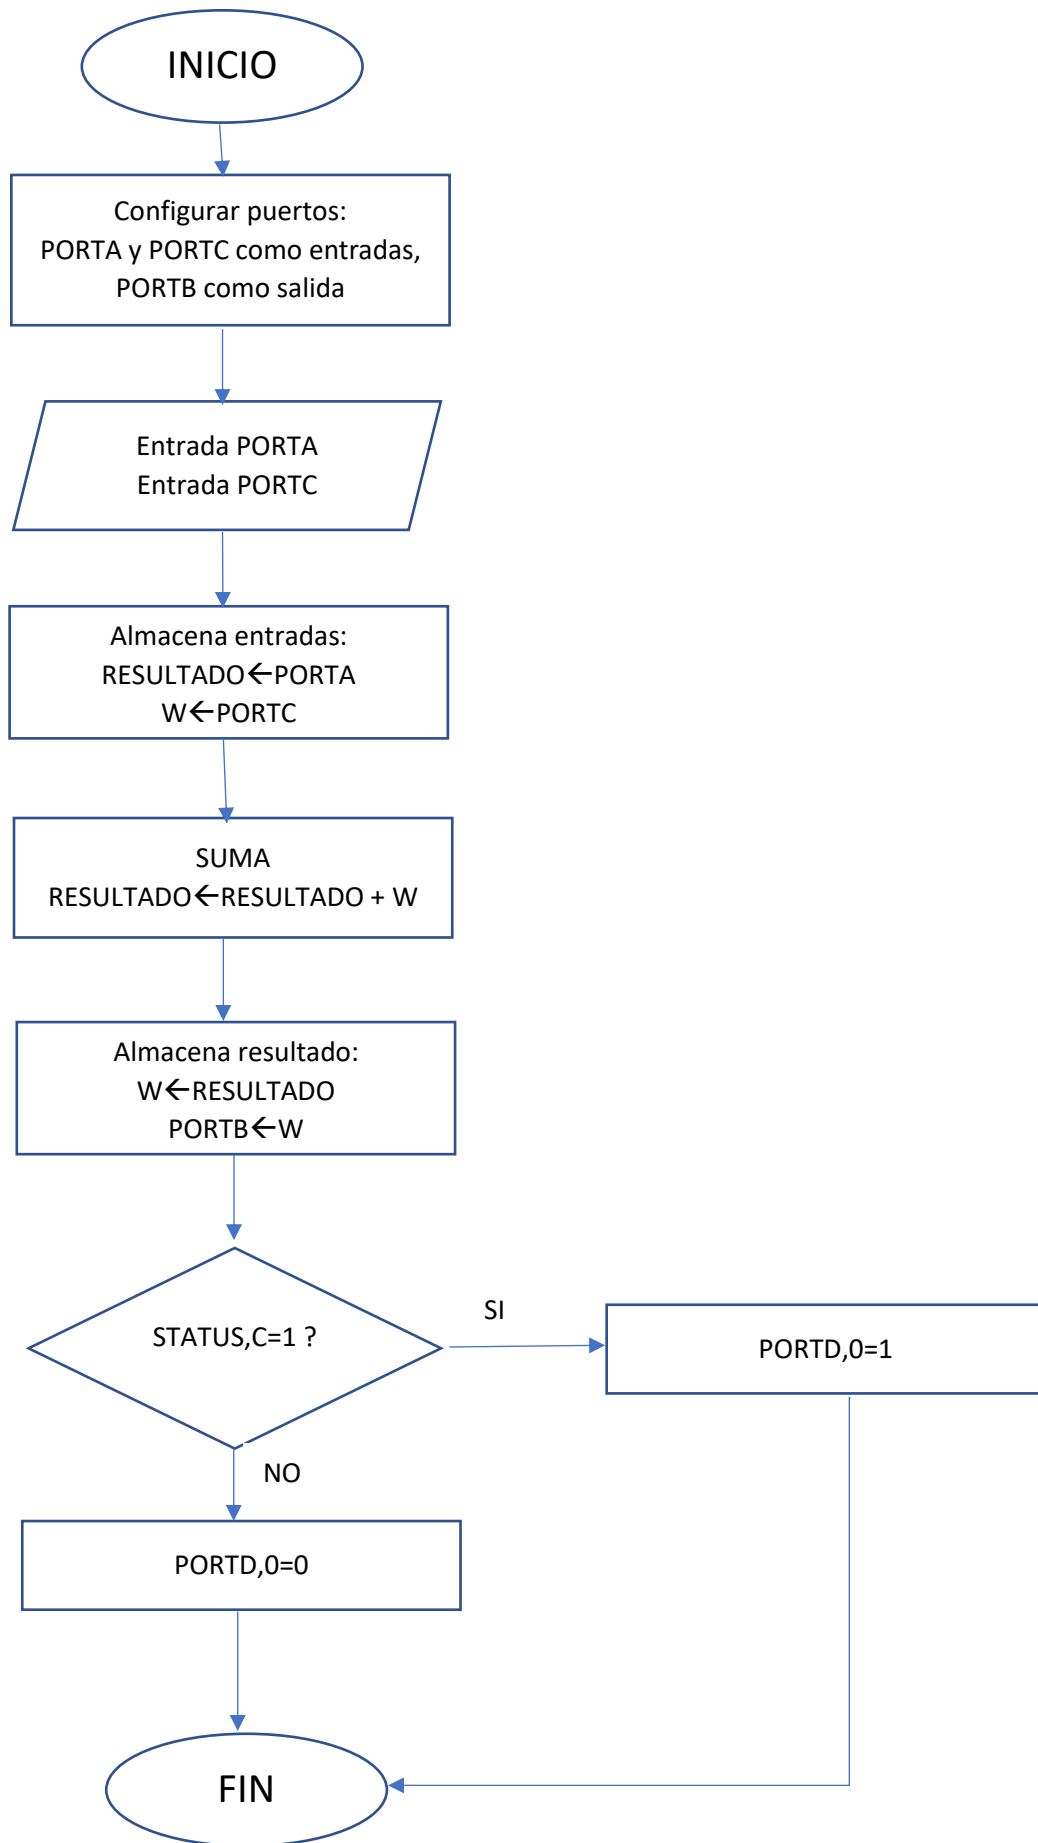 INICIO
Configurar puertos:
PORTA y PORTC como entradas,
PORTB como salida
Entrada PORTA
Entrada PORTC
Almacena entradas:
RESULTADO←PORTA
W←PORTC
SUMA
RESULTADO←RESULTADO + W
Almacena resultado:
W←RESULTADO
PORTB←W
STATUS,C=1 ?
SI
PORTD,0=1
NO
PORTD,0=0
FIN